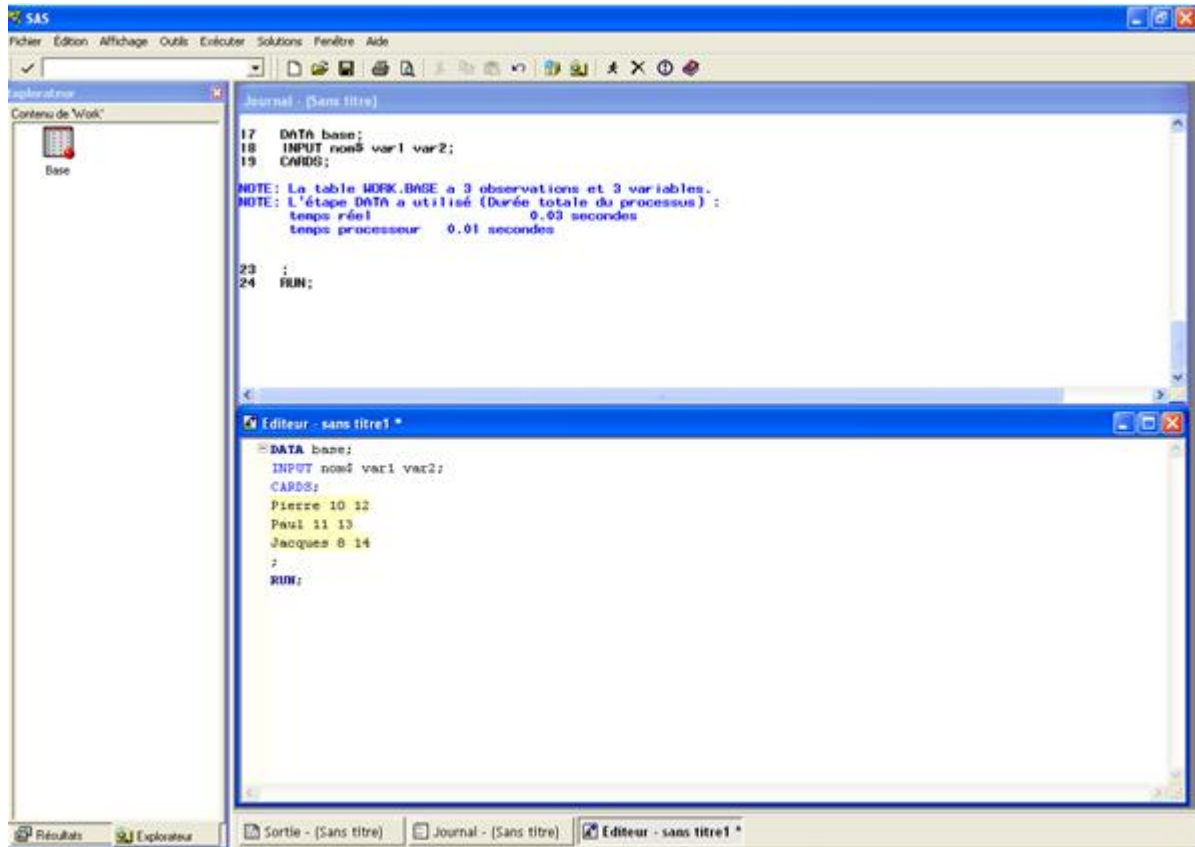 SAS
Fichier Édition Affichage Outils Exécuter Solutions Fenêtre Aide
Explorateur
Contenu de 'Work'
Base
Journal - (Sans titre)
17 DATA base;
18 INPUT nom$ var1 var2;
19 CARDS;
NOTE: La table WORK.BASE a 3 observations et 3 variables.
NOTE: L'étape DATA a utilisé (Durée totale du processus) :
temps réel 0.03 secondes
temps processeur 0.01 secondes
23 ;
24 RUN;
Éditeur - sans titre1 *
DATA base;
INPUT nom$ var1 var2;
CARDS;
Pierre 10 12
Paul 11 13
Jacques 8 14
;
RUN;
Résultats Explorateur
Sortie - (Sans titre) Journal - (Sans titre) Éditeur - sans titre1 *